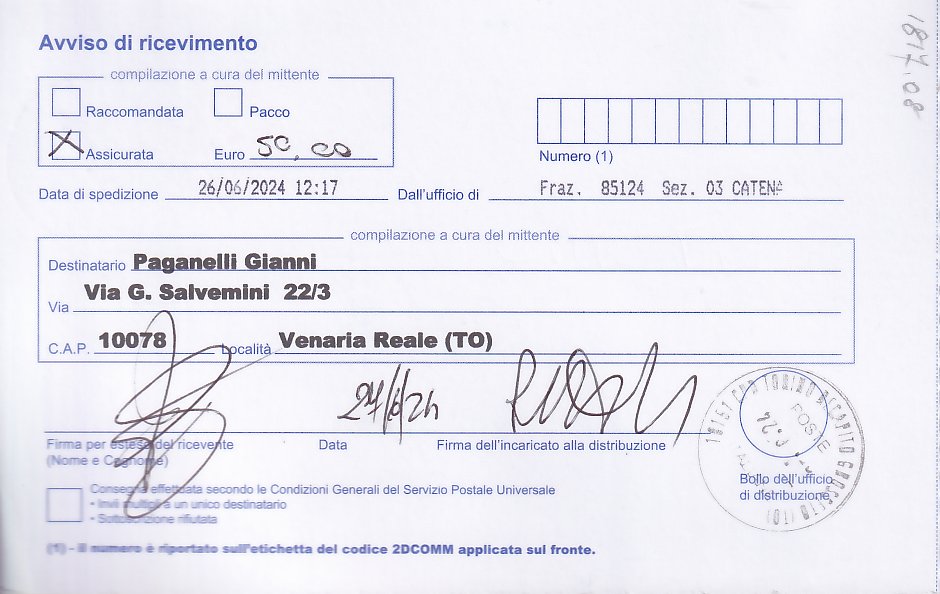 Avviso di ricevimento
1817.08
compilazione a cura del mittente
Raccomandata Pacco
Assicurata Euro 50,00
Numero (1)
Data di spedizione 26/06/2024 12:17 Dall'ufficio di Fraz. 85124 Sez. 03 CATENA
compilazione a cura del mittente
Destinatario Paganelli Gianni
Via G. Salvemini 22/3
Via
C.A.P. 10078 Località Venaria Reale (TO)
27/6/24
Firma per esteso del ricevente Data Firma dell'incaricato alla distribuzione
(Nome e Cognome)
POSTE
Bollo dell'ufficio
di distribuzione
Consegna effettuata secondo le Condizioni Generali del Servizio Postale Universale
• Invii multipli a un unico destinatario
• Sottoscrizione rifiutata
(1) - Il numero è riportato sull'etichetta del codice 2DCOMM applicata sul fronte.